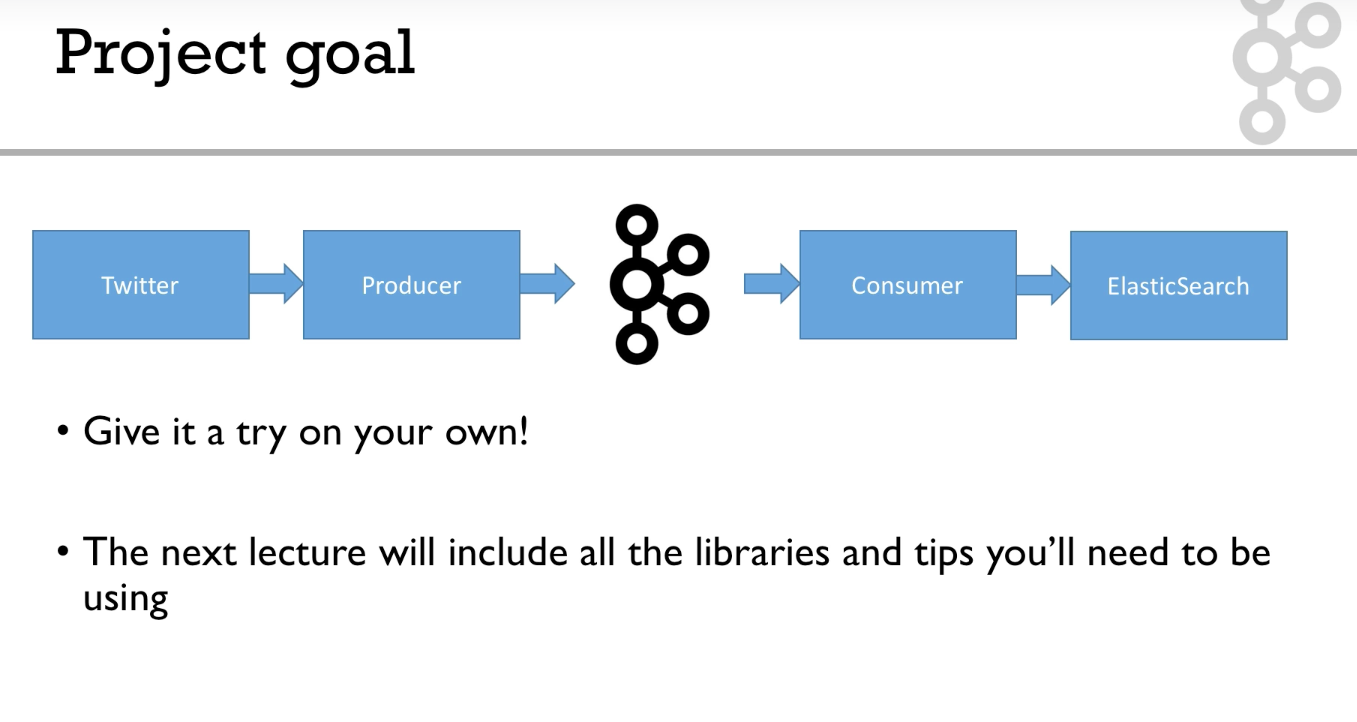 Project goal
Twitter
Producer
Consumer
ElasticSearch
• Give it a try on your own!
• The next lecture will include all the libraries and tips you’ll need to be
using